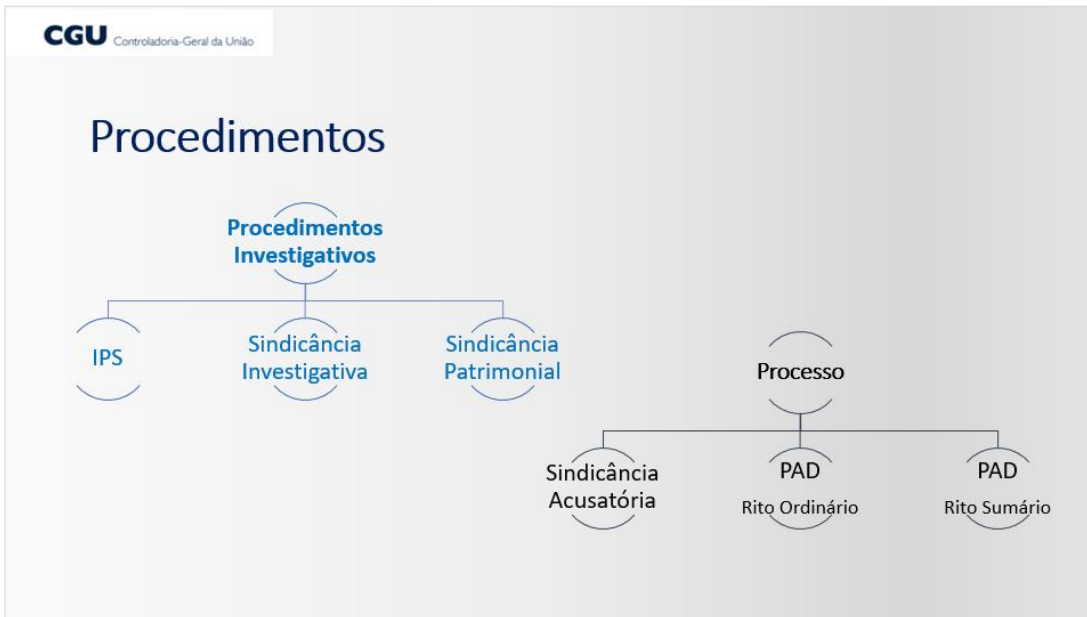 CGU Controladoria-Geral da União
Procedimentos
Procedimentos
Investigativos
IPS
Sindicância
Investigativa
Sindicância
Patrimonial
Processo
Sindicância
Acusatória
PAD
Rito Ordinário
PAD
Rito Sumário